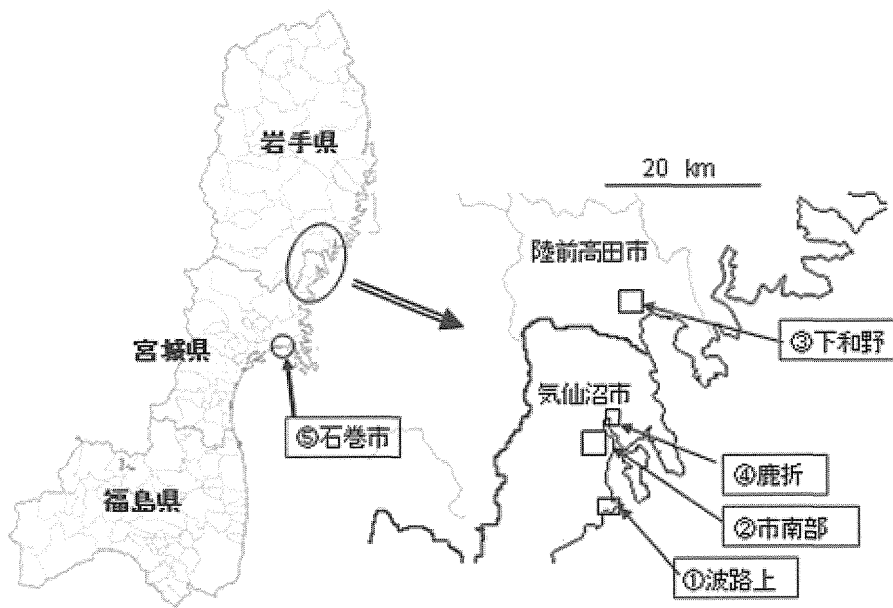 岩手県
20 km
陸前高田市
宮城県
③下和野
気仙沼市
⑤石巻市
④鹿折
福島県
②市南部
①波路上